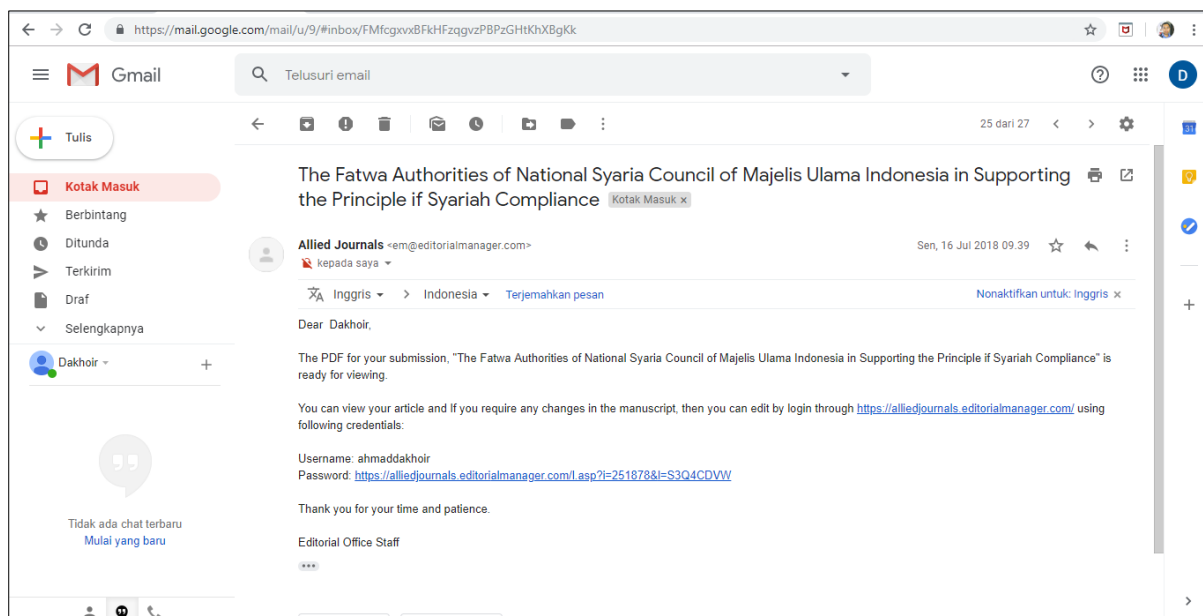 https://mail.google.com/mail/u/9/#inbox/FMfcgxvxBFkHFzqgvzPBPzGHtKhXBgKk
Gmail
Telusuri email
D
Tulis
25 dari 27
31
Kotak Masuk
Berbintang
Ditunda
Terkirim
Draf
Selengkapnya
Dakhoir
Tidak ada chat terbaru
Mulai yang baru
The Fatwa Authorities of National Syaria Council of Majelis Ulama Indonesia in Supporting
the Principle if Syariah Compliance Kotak Masuk x
Allied Journals <em@editorialmanager.com>
Sen, 16 Jul 2018 09.39
kepada saya
Inggris > Indonesia Terjemahkan pesan
Nonaktifkan untuk: Inggris x
Dear Dakhoir,
The PDF for your submission, "The Fatwa Authorities of National Syaria Council of Majelis Ulama Indonesia in Supporting the Principle if Syariah Compliance" is
ready for viewing.
You can view your article and If you require any changes in the manuscript, then you can edit by login through https://alliedjournals.editorialmanager.com/ using
following credentials:
Username: ahmaddakhoir
Password: https://alliedjournals.editorialmanager.com/l.asp?i=251878&l=S3Q4CDVW
Thank you for your time and patience.
Editorial Office Staff